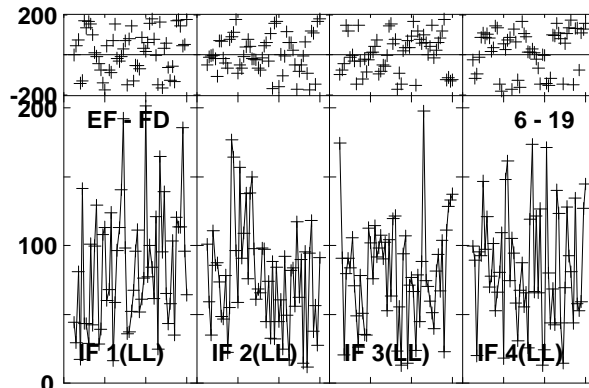 200
-200
200
EF - FD
6 - 19
100
IF 1(LL)
IF 2(LL)
IF 3(LL)
IF 4(LL)
0